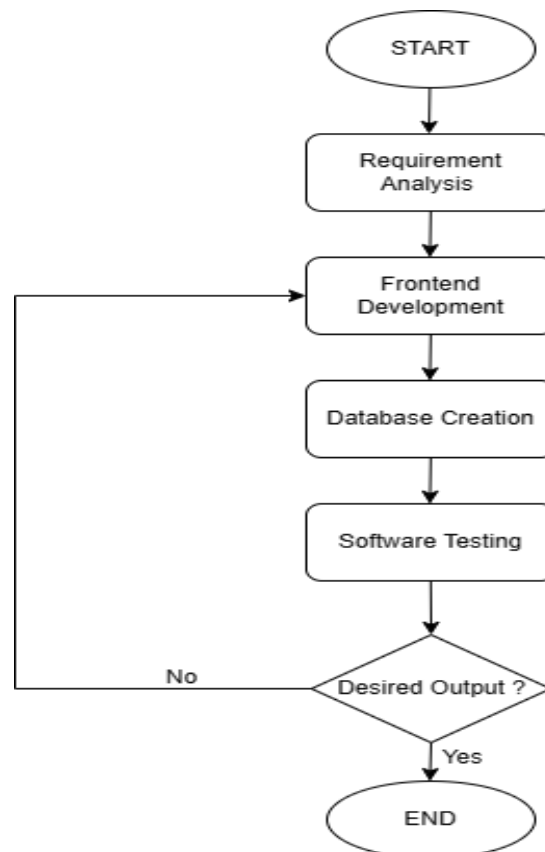 START
Requirement
Analysis
Frontend
Development
Database Creation
Software Testing
Desired Output ?
No
Yes
END